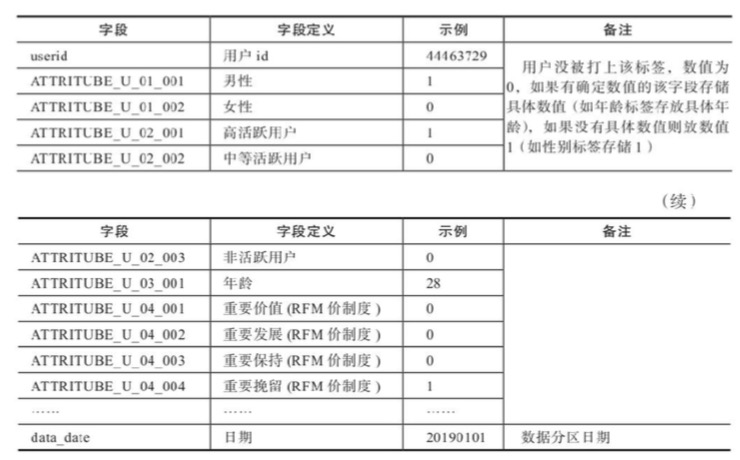 字段 字段定义 示例 备注
userid 用户 id 44463729
ATTRITUBE_U_01_001 男性 1
ATTRITUBE_U_01_002 女性 0
ATTRITUBE_U_02_001 高活跃用户 1
ATTRITUBE_U_02_002 中等活跃用户 0
用户没被打上该标签，数值为
0，如果有确定数值的该字段存储
具体数值（如年龄标签存放具体年
龄），如果没有具体数值则放数值
1（如性别标签存储 1）
（续）
字段 字段定义 示例 备注
ATTRITUBE_U_02_003 非活跃用户 0
ATTRITUBE_U_03_001 年龄 28
ATTRITUBE_U_04_001 重要价值 (RFM 价制度 ) 0
ATTRITUBE_U_04_002 重要发展 (RFM 价制度 ) 0
ATTRITUBE_U_04_003 重要保持 (RFM 价制度 ) 0
ATTRITUBE_U_04_004 重要挽留 (RFM 价制度 ) 1
…… …… ……
data_date 日期 20190101 数据分区日期